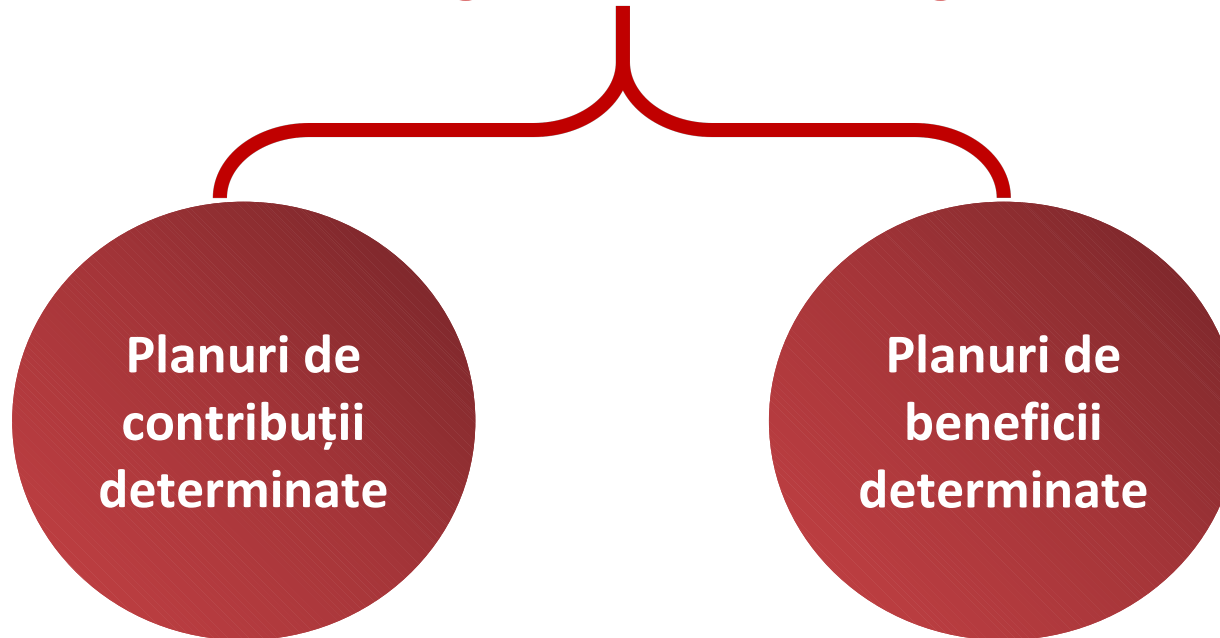 Planuri de
contribuții
determinate
Planuri de
beneficii
determinate